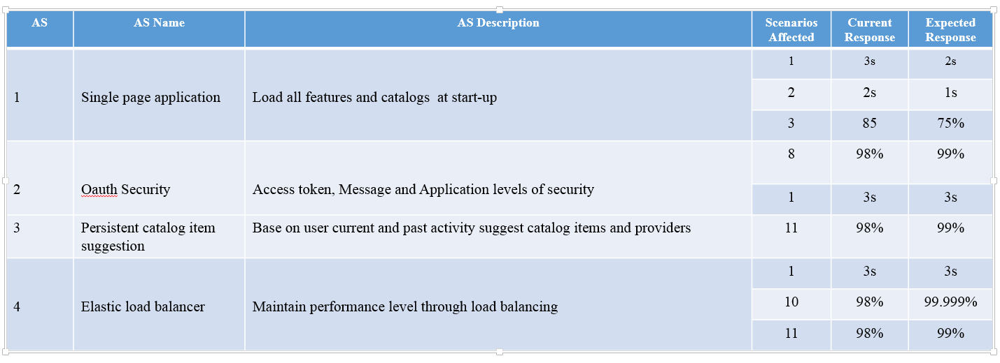 AS AS Name AS Description Scenarios Affected Current Response Expected Response
1 Single page application Load all features and catalogs at start-up 1 3s 2s
2 2s 1s
3 85 75%
2 Oauth Security Access token, Message and Application levels of security 8 98% 99%
1 3s 3s
3 Persistent catalog item suggestion Base on user current and past activity suggest catalog items and providers 11 98% 99%
4 Elastic load balancer Maintain performance level through load balancing 1 3s 3s
10 98% 99.999%
11 98% 99%